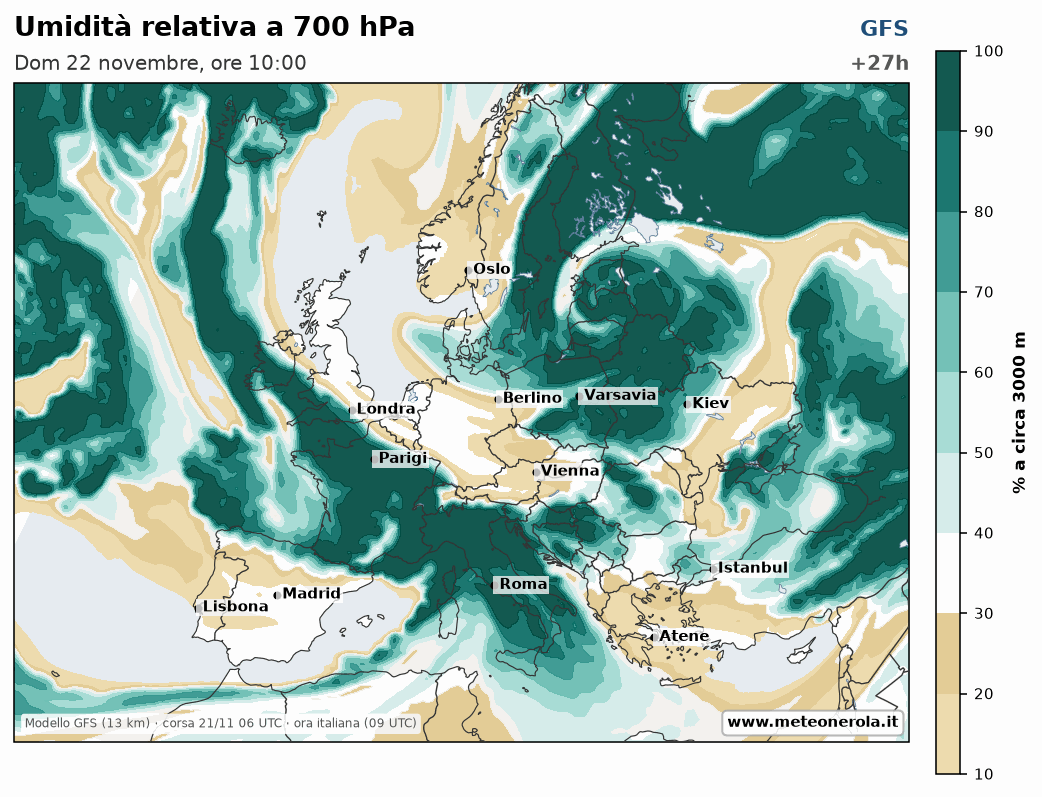 Umidità relativa a 700 hPa
GFS
Dom 22 novembre, ore 10:00
+27h
100
90
80
70
60
50
40
30
20
10
% a circa 3000 m
Oslo
Berlino
Varsavia
Kiev
Londra
Parigi
Vienna
Istanbul
Roma
Madrid
Lisbona
Atene
Modello GFS (13 km) · corsa 21/11 06 UTC · ora italiana (09 UTC)
www.meteonerola.it